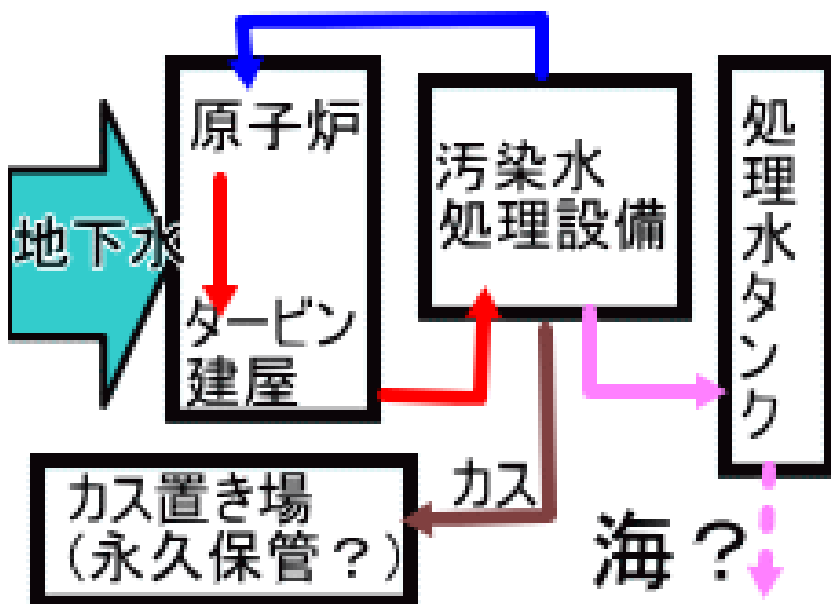 地下水
原子炉
タービン
建屋
汚染水
処理設備
処理水タンク
カス
カス置き場
(永久保管？)
海？